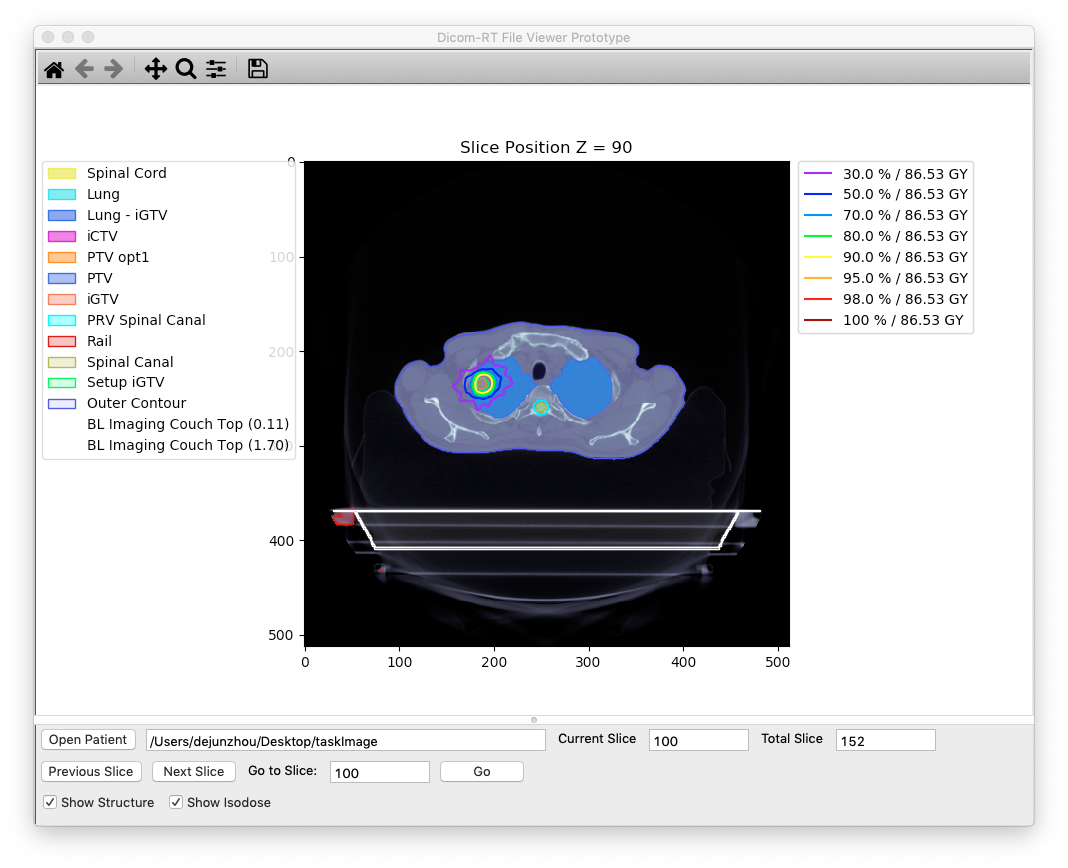 Dicom-RT File Viewer Prototype
Slice Position Z = 90
Spinal Cord
Lung
Lung - iGTV
iCTV
PTV opt1
PTV
iGTV
PRV Spinal Canal
Rail
Spinal Canal
Setup iGTV
Outer Contour
BL Imaging Couch Top (0.11)
BL Imaging Couch Top (1.70)
0
100
200
300
400
500
0 100 200 300 400 500
30.0 % / 86.53 GY
50.0 % / 86.53 GY
70.0 % / 86.53 GY
80.0 % / 86.53 GY
90.0 % / 86.53 GY
95.0 % / 86.53 GY
98.0 % / 86.53 GY
100 % / 86.53 GY
Open Patient /Users/dejunzhou/Desktop/taskImage Current Slice 100 Total Slice 152
Previous Slice Next Slice Go to Slice: 100 Go
Show Structure Show Isodose